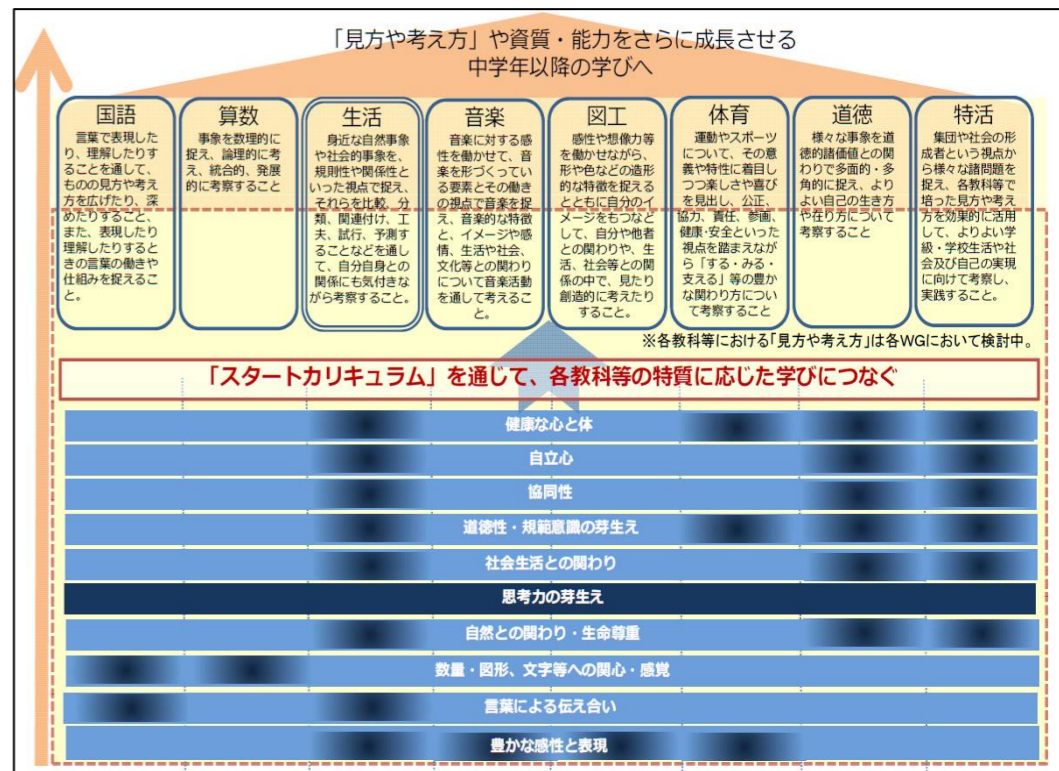 「見方や考え方」や資質・能力をさらに成長させる
中学年以降の学びへ
国語
言葉で表現した
り、理解したりす
ることを通して、
ものの見方や考え
方を広げたり、深
めたりすること、
また、表現したり
理解したりすると
きの言葉の働きや
仕組みを捉えるこ
と。
算数
事象を数理的に
捉え、論理的に考
え、統合的、発展
的に考察すること
生活
身近な自然事象
や社会的事象を、
規則性や関係性と
いった視点で捉え、
それらを比較、分
類、関連付け、工
夫、試行、予測す
ることなどを通し
て、自分自身との
関係にも気付きな
がら考察すること。
音楽
音楽に対する感
性を働かせて、音
楽を形づくってい
る要素とその働き
の視点で音楽を捉
え、音楽的な特徴
と、イメージや感
情、生活や社会、
文化等との関わり
について音楽活動
を通して考えるこ
と。
図工
感性や想像力等
を働かせながら、
形や色などの造形
的な特徴を捉える
とともに自分のイ
メージをもつなど
して、自分や他者
との関わりや、生
活、社会等との関
係の中で、見たり
創造的に考えたり
すること。
体育
運動やスポーツ
について、その意
義や特性に着目し
つつ楽しさや喜び
を見出し、公正、
協力、責任、参画、
健康・安全といった
視点を踏まえなが
ら「する・みる・
支える」等の豊か
な関わり方につい
て考察すること
道徳
様々な事象を道
徳的諸価値との関
わりで多面的・多
角的に捉え、より
よい自己の生き方
や在り方について
考察すること
特活
集団や社会の形
成者という視点か
ら様々な諸問題を
捉え、各教科等で
培った見方や考え
方を効果的に活用
して、よりよい学
級・学校生活や社
会及び自己の実現
に向けて考察し、
実践すること。
※各教科等における「見方や考え方」は各WGにおいて検討中。
「スタートカリキュラム」を通じて、各教科等の特質に応じた学びにつなぐ
健康な心と体
自立心
協同性
道徳性・規範意識の芽生え
社会生活との関わり
思考力の芽生え
自然との関わり・生命尊重
数量・図形、文字等への関心・感覚
言葉による伝え合い
豊かな感性と表現